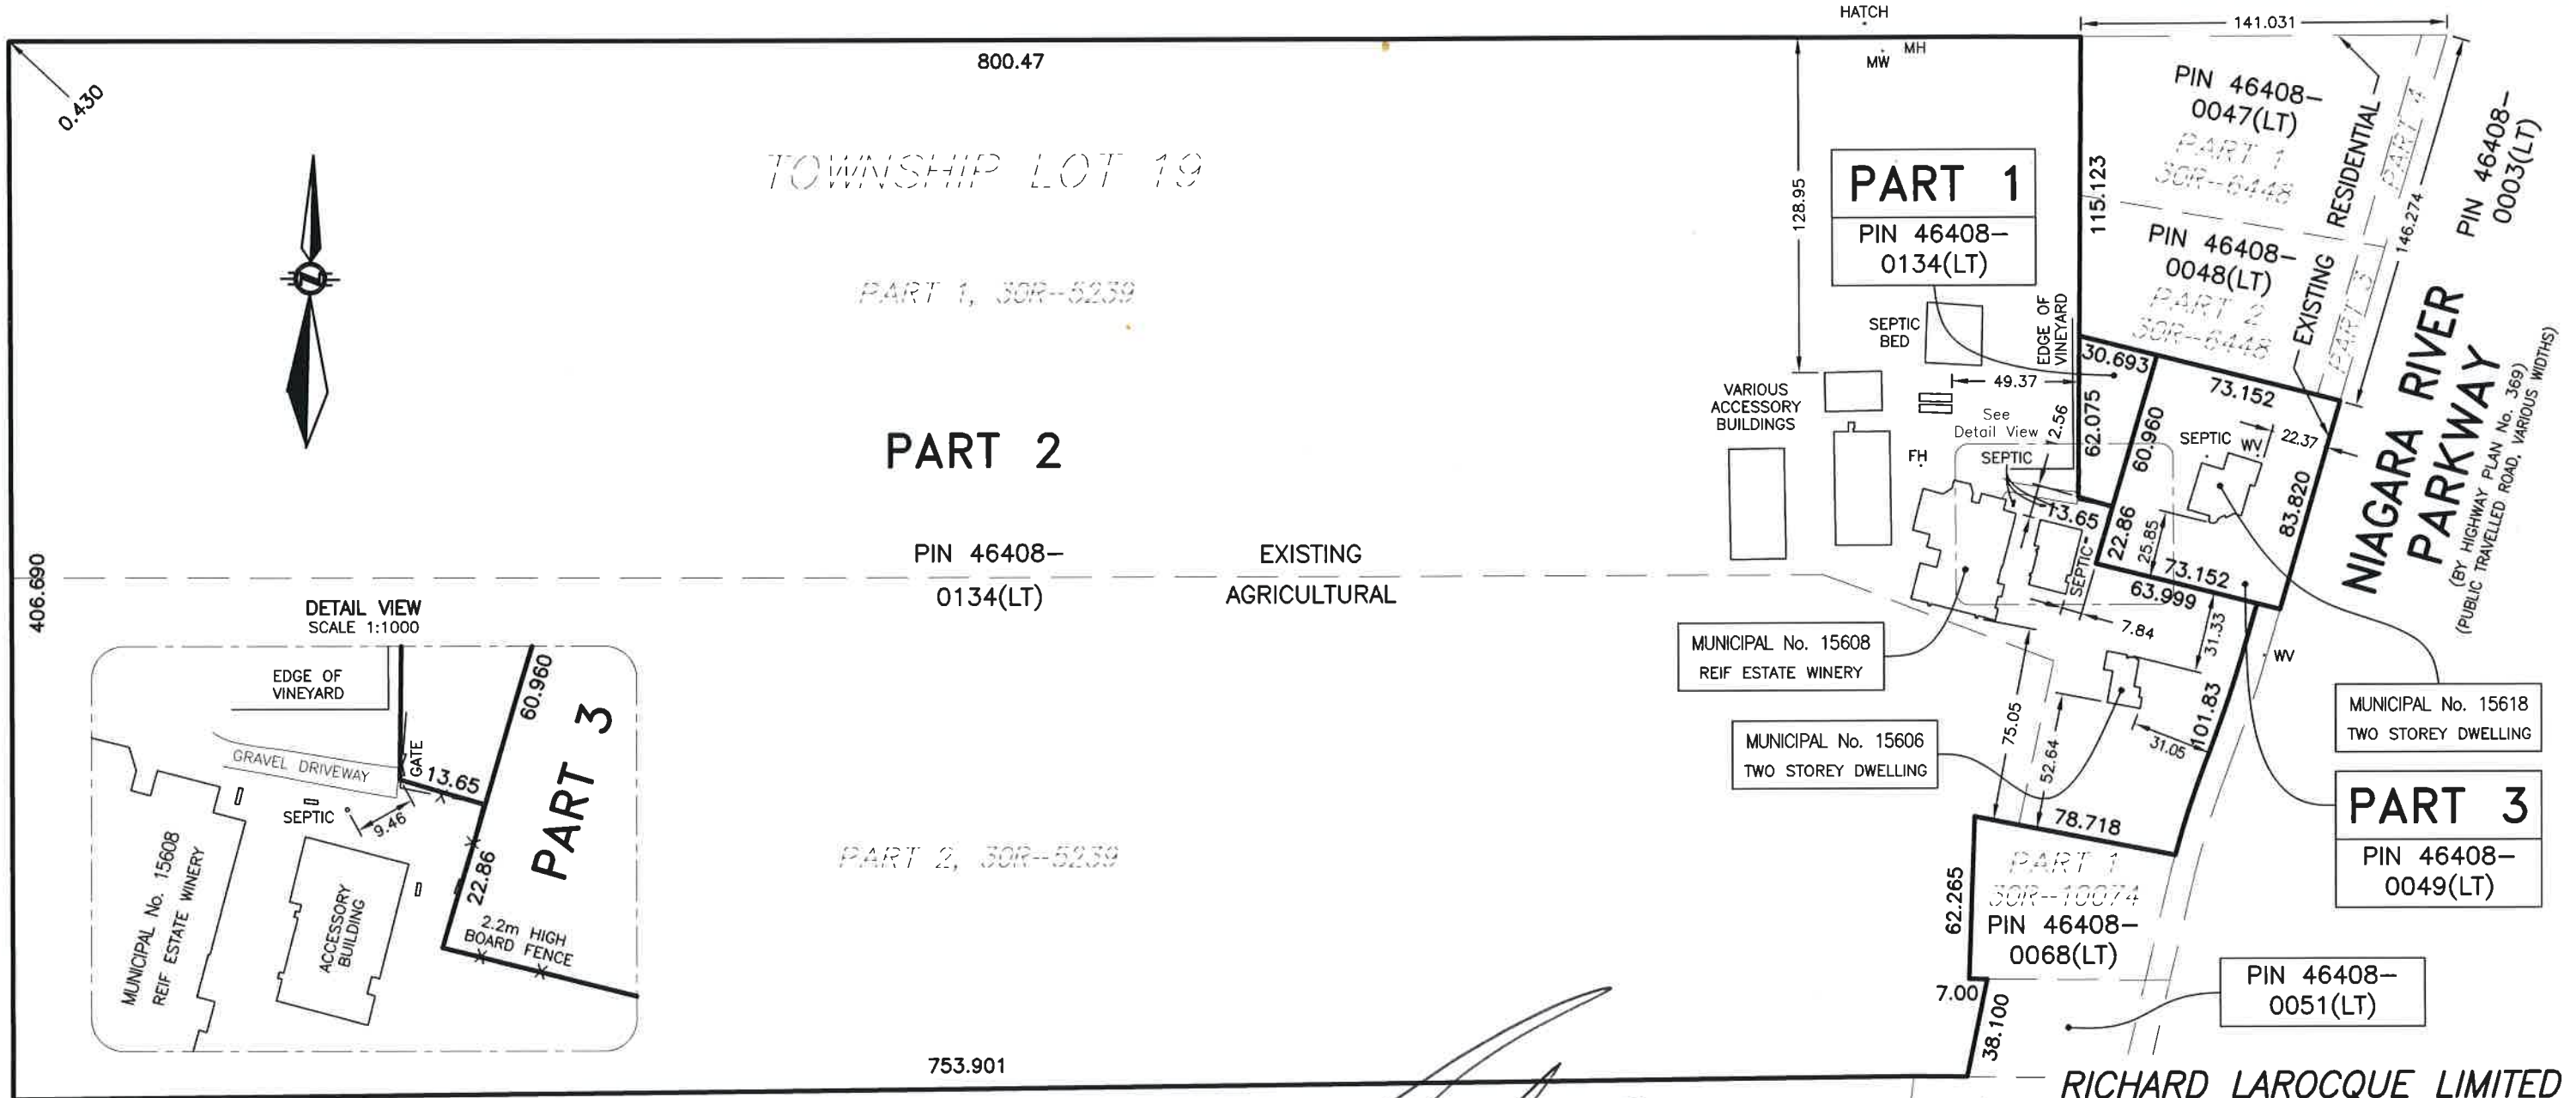 HATCH
141.031
800.47
MH
MW
0.430
PIN 46408-
0047(LT)
PART 1
30R-6448
PART 4
EXISTING RESIDENTIAL
146.274
PIN 46408-
0003(LT)
TOWNSHIP LOT 19
128.95
PART 1
PIN 46408-
0134(LT)
115.123
PIN 46408-
0048(LT)
PART 2
30R-6448
PART 3
PART 1, 30R-5239
SEPTIC
BED
EDGE OF
VINEYARD
30.693
73.152
49.37
NIAGARA RIVER
PARKWAY
(BY HIGHWAY PLAN No. 369)
(PUBLIC TRAVELLED ROAD, VARIOUS WIDTHS)
VARIOUS
ACCESSORY
BUILDINGS
See
Detail View
2.56
62.075
60.960
SEPTIC
WV
22.37
PART 2
FH
SEPTIC
13.65
22.86
25.85
83.820
SEPTIC
73.152
63.999
406.690
PIN 46408-
0134(LT)
EXISTING
AGRICULTURAL
7.84
31.33
WV
DETAIL VIEW
SCALE 1:1000
EDGE OF
VINEYARD
60.960
PART 3
GATE
GRAVEL DRIVEWAY
13.65
SEPTIC
9.46
22.86
MUNICIPAL No. 15608
REIF ESTATE WINERY
ACCESSORY
BUILDING
2.2m HIGH
BOARD FENCE
MUNICIPAL No. 15608
REIF ESTATE WINERY
MUNICIPAL No. 15606
TWO STOREY DWELLING
75.05
52.64
31.05
101.83
MUNICIPAL No. 15618
TWO STOREY DWELLING
PART 3
PIN 46408-
0049(LT)
PART 2, 30R-5239
78.718
62.265
PART 1
30R-10074
PIN 46408-
0068(LT)
7.00
38.100
PIN 46408-
0051(LT)
753.901
RICHARD LAROCQUE LIMITED